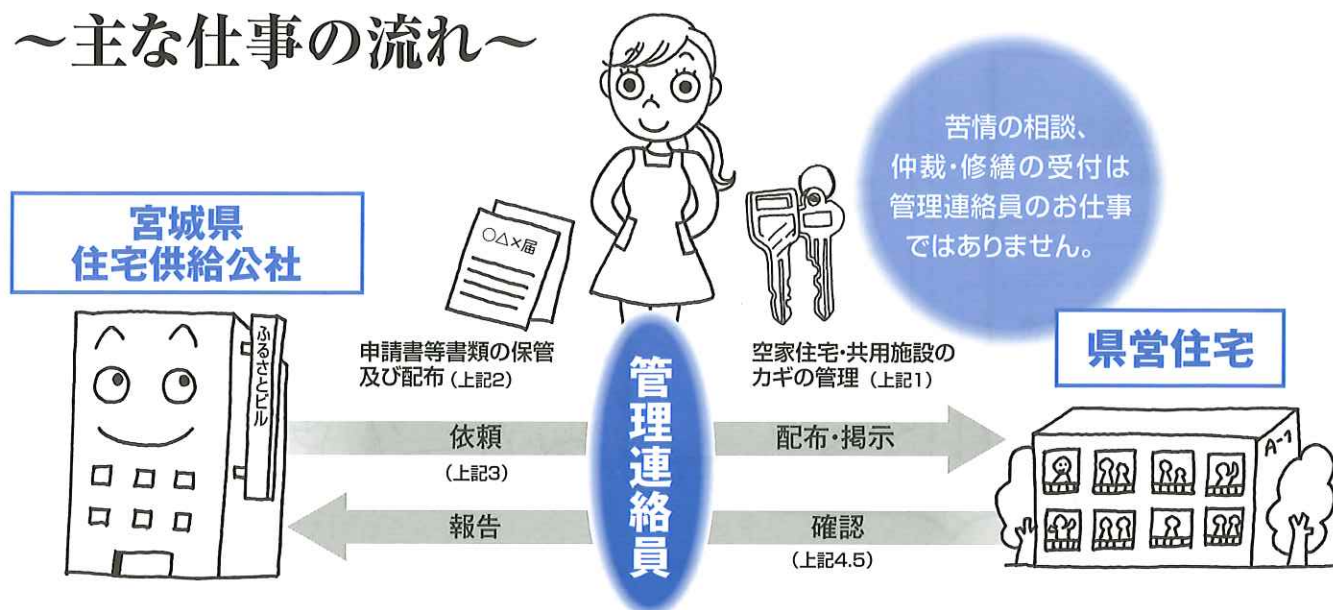 ～主な仕事の流れ～
苦情の相談、
仲裁・修繕の受付は
管理連絡員のお仕事
ではありません。
宮城県
住宅供給公社
ふるさとビル
○△×届
申請書等書類の保管
及び配布（上記2）
空家住宅・共用施設の
カギの管理（上記1）
県営住宅
A-1
管理連絡員
依頼
（上記3）
配布・掲示
報告
確認
（上記4.5）